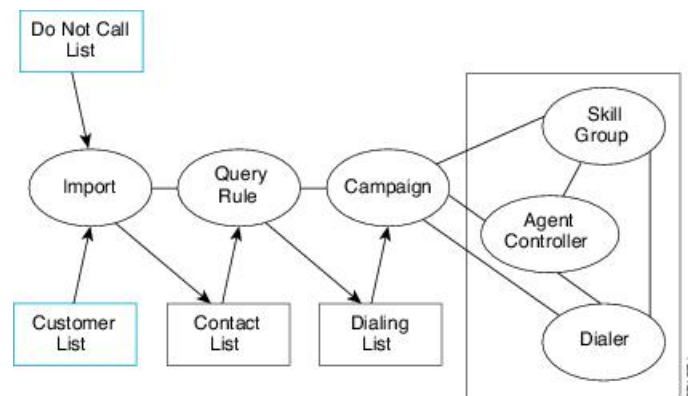 Do Not Call
List
Import
Query
Rule
Campaign
Skill
Group
Agent
Controller
Dialer
Customer
List
Contact
List
Dialing
List